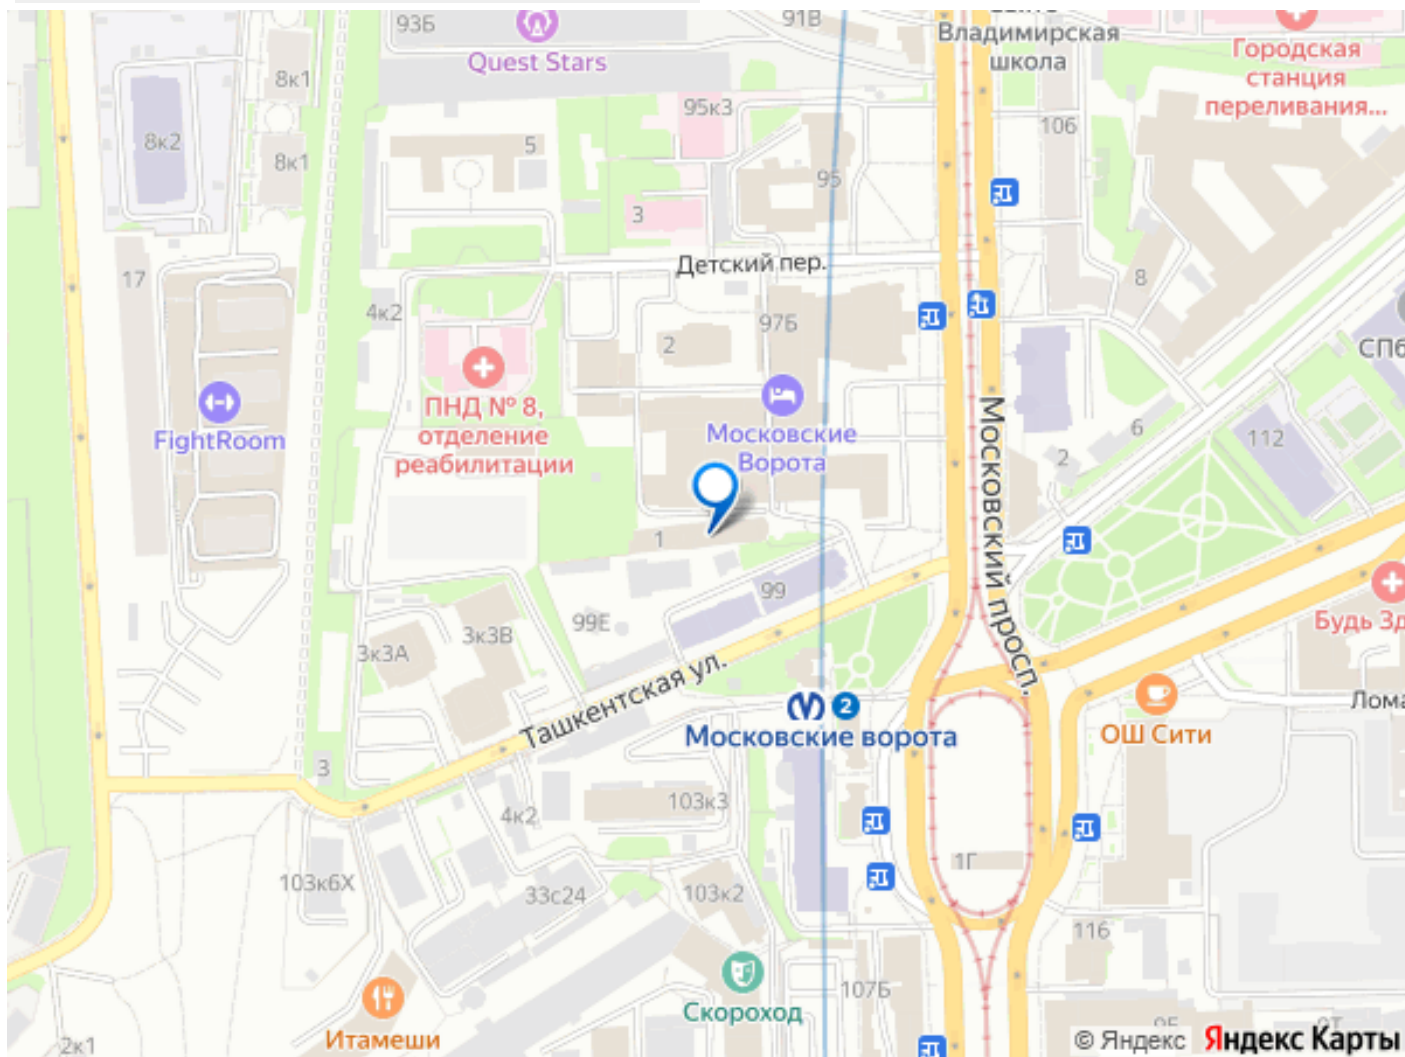 93Б
91В
Владимирская
школа
Quest Stars
Городская
станция
переливания...
8к1
95к3
106
8к2
5
8к1
95
3
Детский пер.
17
8
4к2
97Б
2
СПб
ПНД № 8,
отделение
реабилитации
FightRoom
Московские
Ворота
Московский просп.
6
112
2
1
99
99Е
3к3В
3к3А
Будь Зд
Ташкентская ул.
2
Московские ворота
Лома
ОШ Сити
3
103к3
4к2
1Г
103к6Х
33с24
103к2
116
107Б
Скороход
Итамеши
2к1
© Яндекс
Яндекс Карты